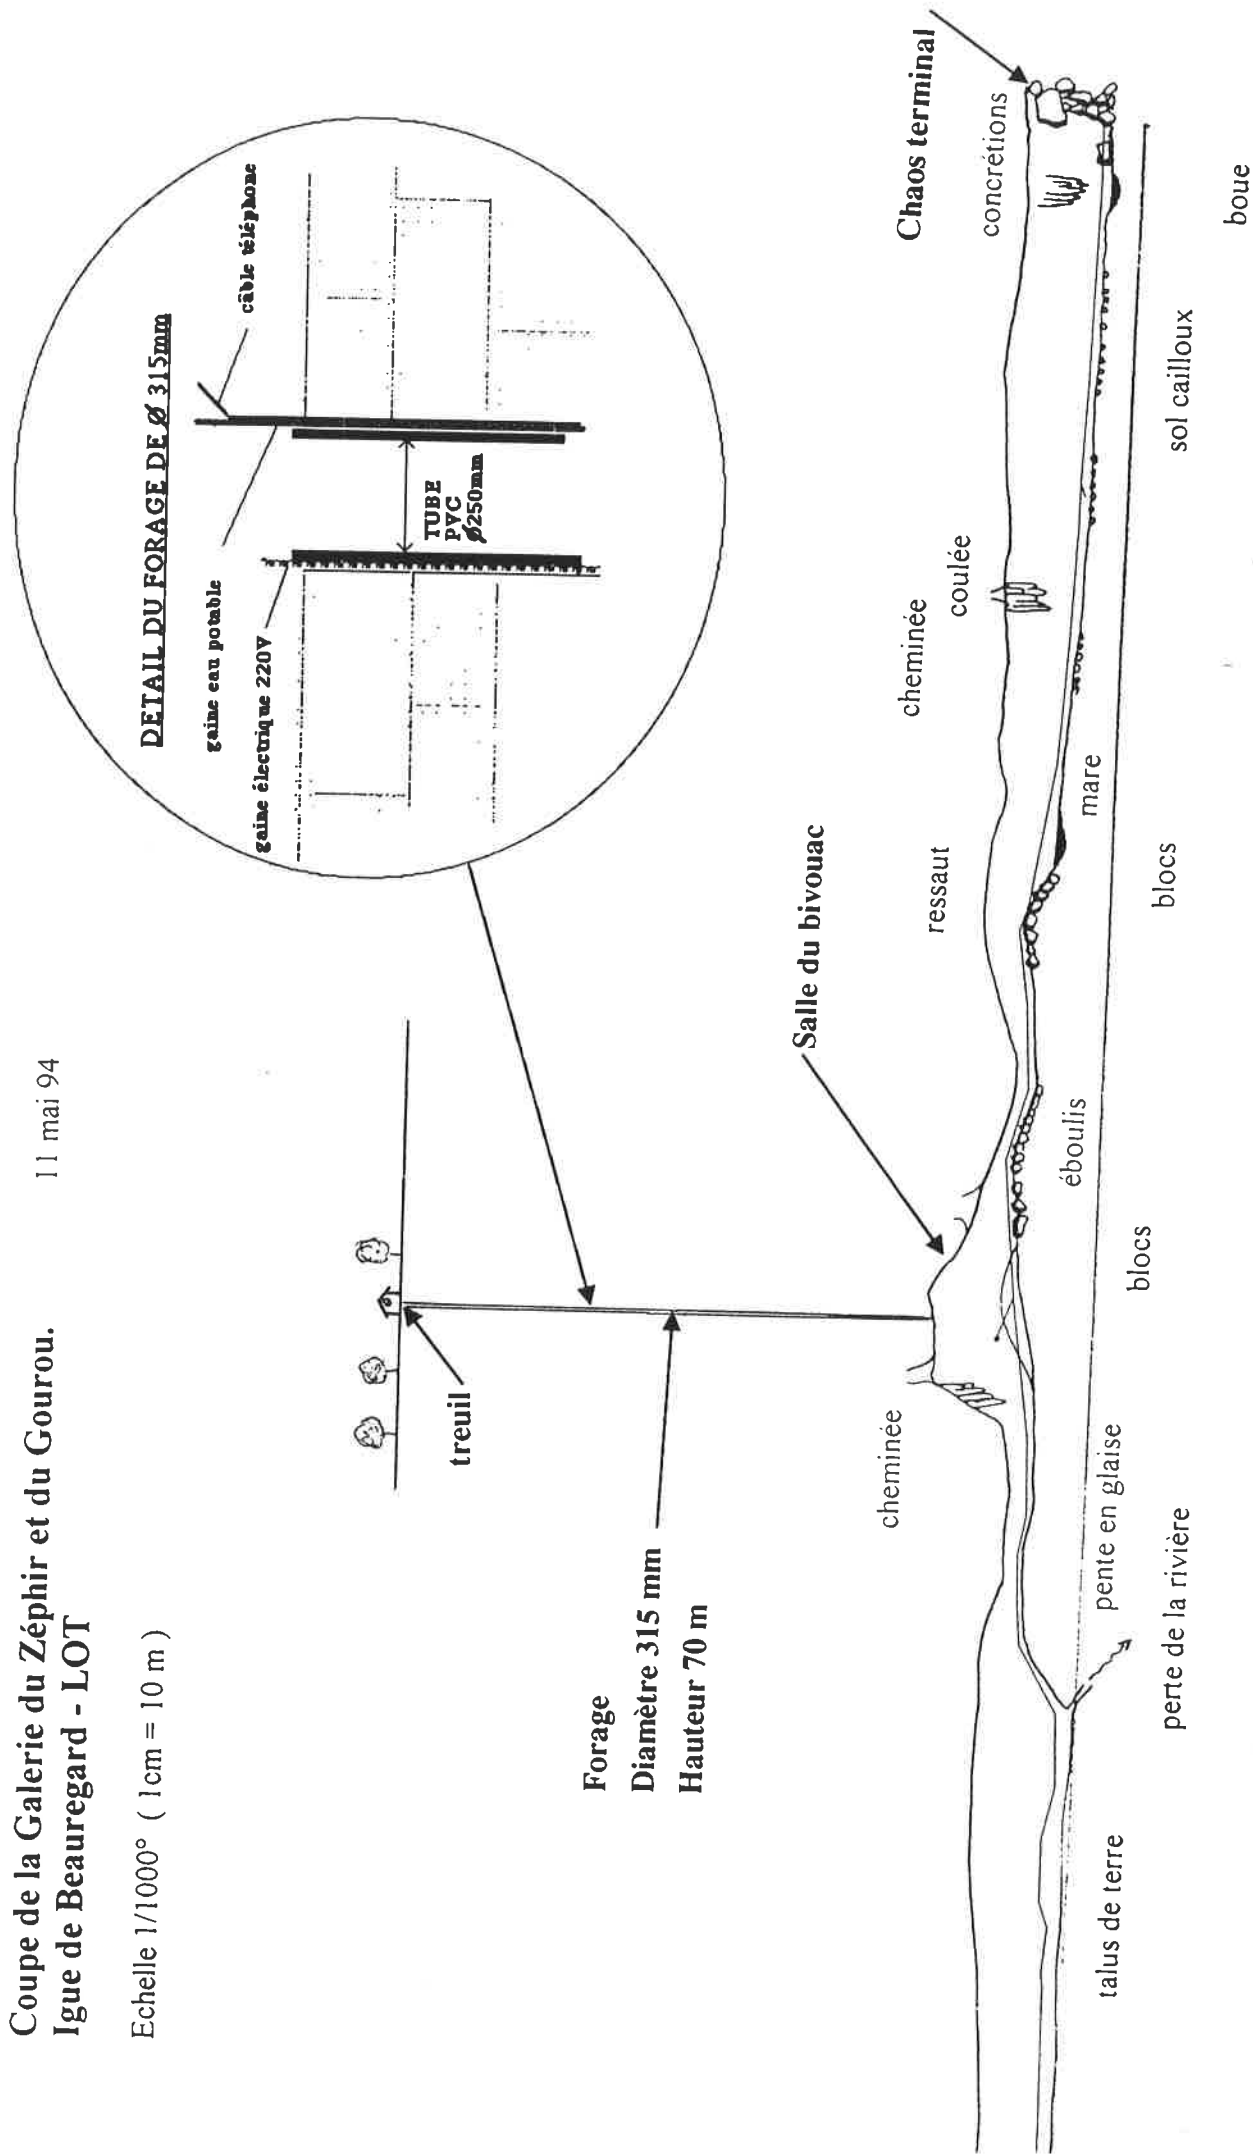 Coupe de la Galerie du Zéphir et du Gourou.
Igue de Beauregard - LOT
11 mai 94
Echelle 1/1000° ( 1cm = 10 m )
DETAIL DU FORAGE DE Ø 315mm
gaine eau potable
câble téléphone
gaine électrique 220V
TUBE
PVC
Ø250mm
treuil
Forage
Diamètre 315 mm
Hauteur 70 m
Salle du bivouac
Chaos terminal
cheminée
ressaut
cheminée
coulée
concrétions
talus de terre
pente en glaise
perte de la rivière
éboulis
blocs
mare
blocs
sol cailloux
boue